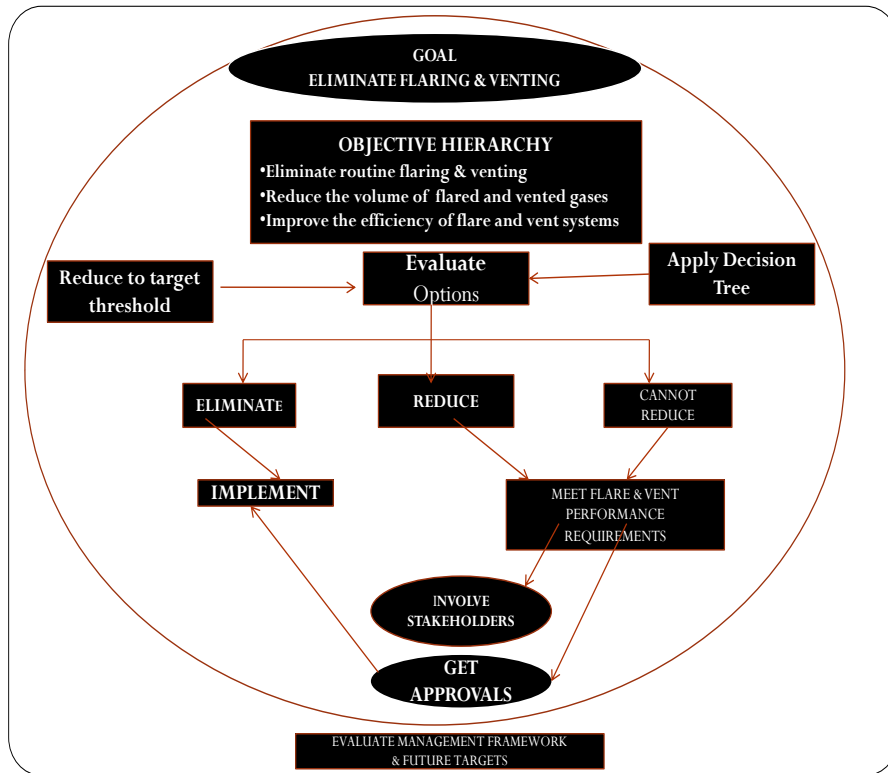 GOAL
ELIMINATE FLARING & VENTING
OBJECTIVE HIERARCHY
•Eliminate routine flaring & venting
•Reduce the volume of flared and vented gases
•Improve the efficiency of flare and vent systems
Reduce to target
threshold
Evaluate
Options
Apply Decision
Tree
ELIMINATE
REDUCE
CANNOT
REDUCE
IMPLEMENT
MEET FLARE & VENT
PERFORMANCE
REQUIREMENTS
INVOLVE
STAKEHOLDERS
GET
APPROVALS
EVALUATE MANAGEMENT FRAMEWORK
& FUTURE TARGETS